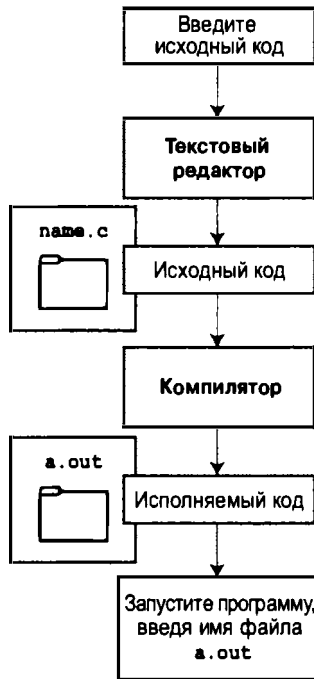 Введите
исходный код
Текстовый
редактор
name.c
Исходный код
Компилятор
a.out
Исполняемый код
Запустите программу,
введя имя файла
a.out